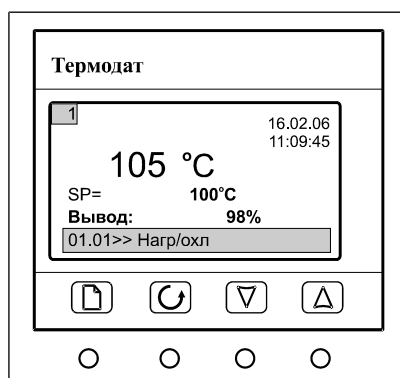 Термодат
1
16.02.06
11:09:45
105 °C
SP= 100°C
Вывод: 98%
01.01>> Нагр/охл